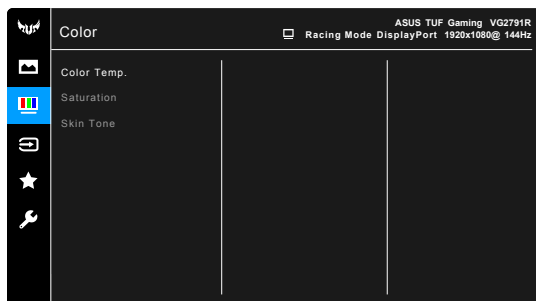 Color
ASUS TUF Gaming VG2791R
Racing Mode DisplayPort 1920x1080@ 144Hz
Color Temp.
Saturation
Skin Tone